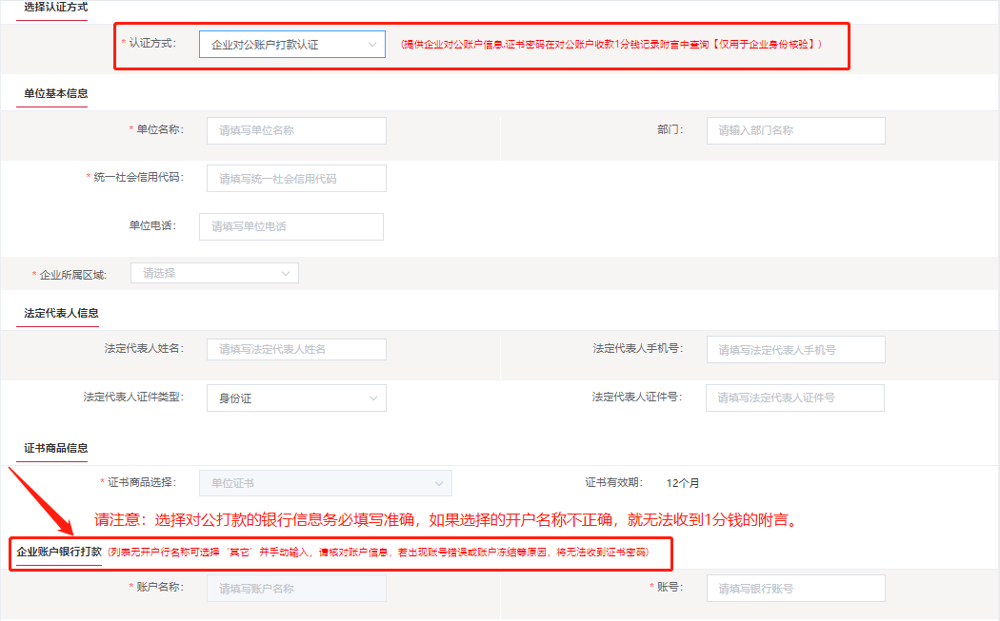 选择认证方式
* 认证方式: 企业对公账户打款认证 (提供企业对公账户信息,证书密码在对公账户收款1分钱记录附言中查询【仅用于企业身份核验】)
单位基本信息
* 单位名称: 请填写单位名称 部门: 请输入部门名称
* 统一社会信用代码: 请填写统一社会信用代码
单位电话: 请填写单位电话
* 企业所属区域: 请选择
法定代表人信息
法定代表人姓名: 请填写法定代表人姓名 法定代表人手机号: 请填写法定代表人手机号
法定代表人证件类型: 身份证 法定代表人证件号: 请填写法定代表人证件号
证书商品信息
* 证书商品选择: 单位证书 证书有效期: 12个月
请注意：选择对公打款的银行信息务必填写准确，如果选择的开户名称不正确，就无法收到1分钱的附言。
企业账户银行打款 (列表无开户行名称可选择‘其它’并手动输入，请核对账户信息，若出现账号错误或账户冻结等原因，将无法收到证书密码)
* 账户名称: 请填写账户名称 * 账号: 请填写银行账号